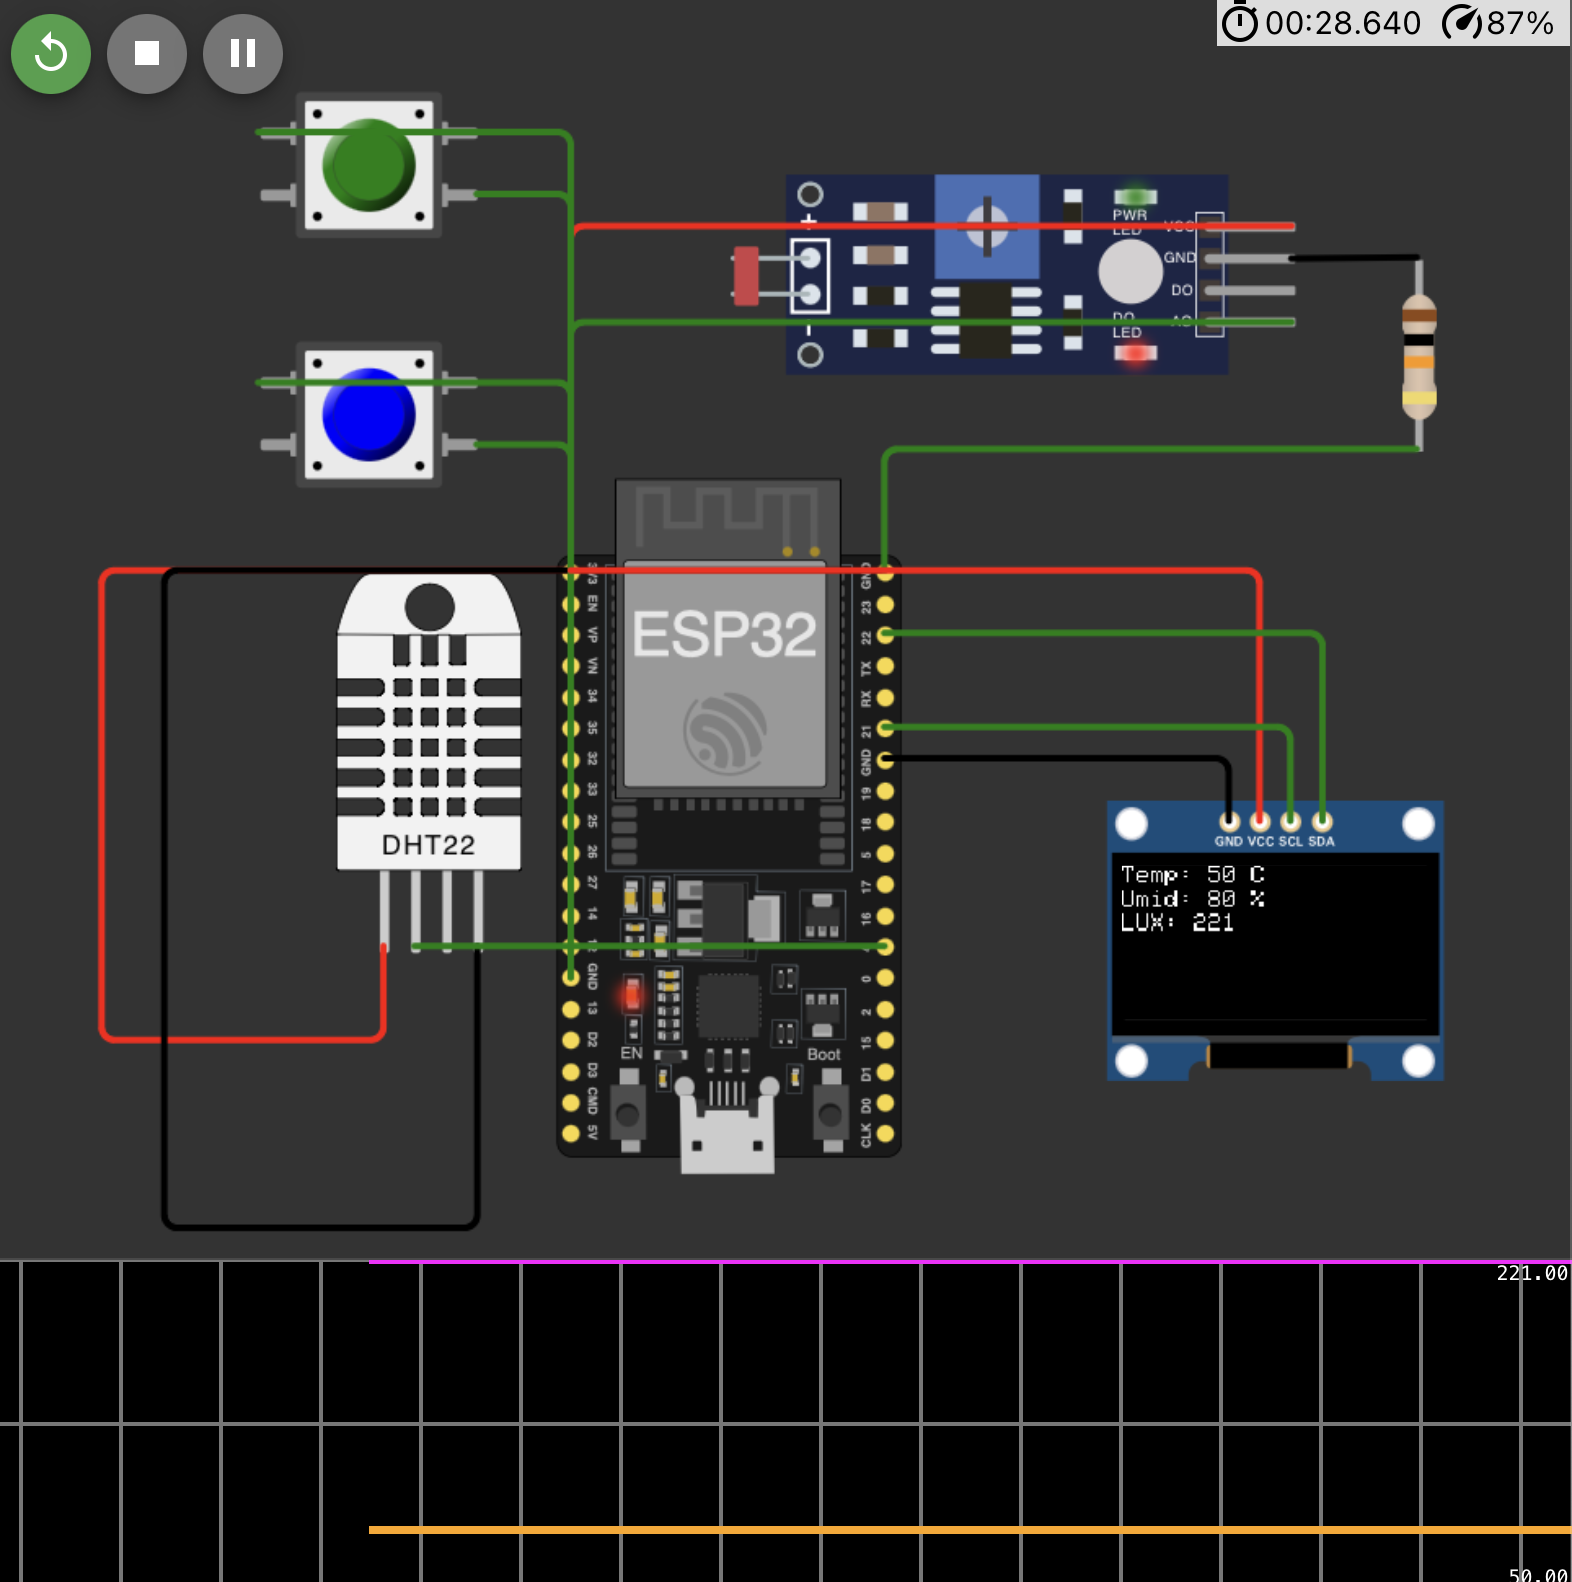 00:28.640 87%
+
PWR
LED
VCC
GND
DO
DO
LED
AO
ESP32
3V3
EN
VP
VN
34
35
32
33
25
26
27
14
12
GND
13
D2
D3
CMD
5V
GND
23
22
TX
RX
21
GND
19
18
5
17
16
4
0
2
15
D1
D0
CLK
EN
Boot
DHT22
GND VCC SCL SDA
Temp: 50 C
Umid: 80 %
LUX: 221
221.00
50.00